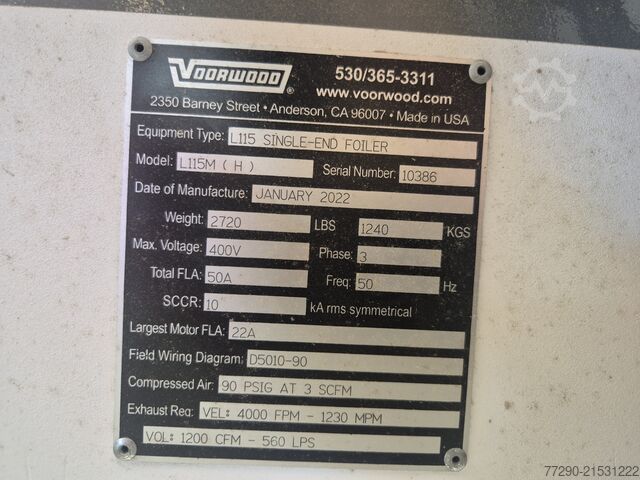 VOORWOOD
530/365-3311
www.voorwood.com
2350 Barney Street • Anderson, CA 96007 • Made in USA
Equipment Type: L115 SINGLE-END FOILER
Model: L115M ( H ) Serial Number: 10386
Date of Manufacture: JANUARY 2022
Weight: 2720 LBS 1240 KGS
Max. Voltage: 400V Phase: 3
Total FLA: 50A Freq: 50 Hz
SCCR: 10 kA rms symmetrical
Largest Motor FLA: 22A
Field Wiring Diagram: D5010-90
Compressed Air: 90 PSIG AT 3 SCFM
Exhaust Req: VEL: 4000 FPM - 1230 MPM
VOL: 1200 CFM - 560 LPS
77290-21531222